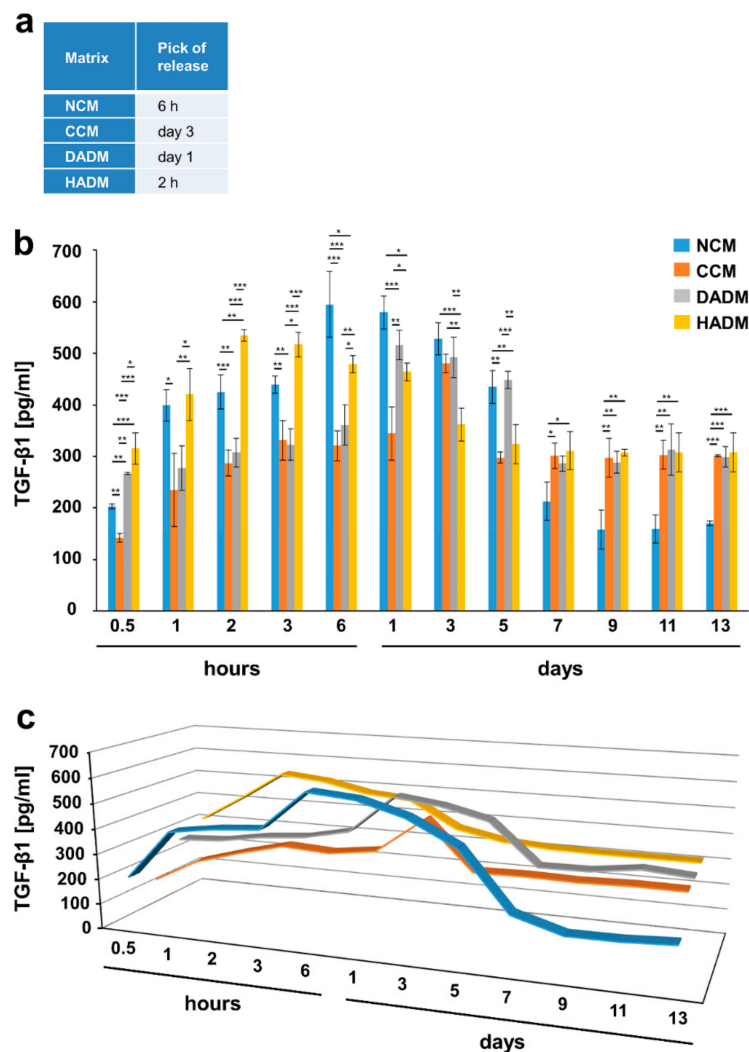 a
Matrix Pick of
release
NCM 6 h
CCM day 3
DADM day 1
HADM 2 h
b
700
600
500
400
300
200
100
0
TGF-β1 [pg/ml]
NCM
CCM
DADM
HADM
0.5 1 2 3 6 1 3 5 7 9 11 13
hours days
c
700
600
500
400
300
200
100
0
TGF-β1 [pg/ml]
0.5 1 2 3 6 1 3 5 7 9 11 13
hours days